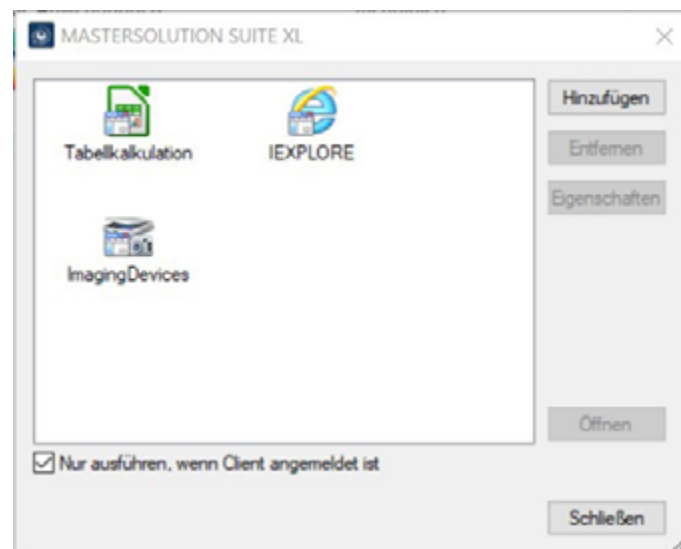 MASTERSOLUTION SUITE XL
Tabellkalkulation
IEXPLORE
ImagingDevices
Hinzufügen
Entfernen
Eigenschaften
Öffnen
Nur ausführen, wenn Client angemeldet ist
Schließen